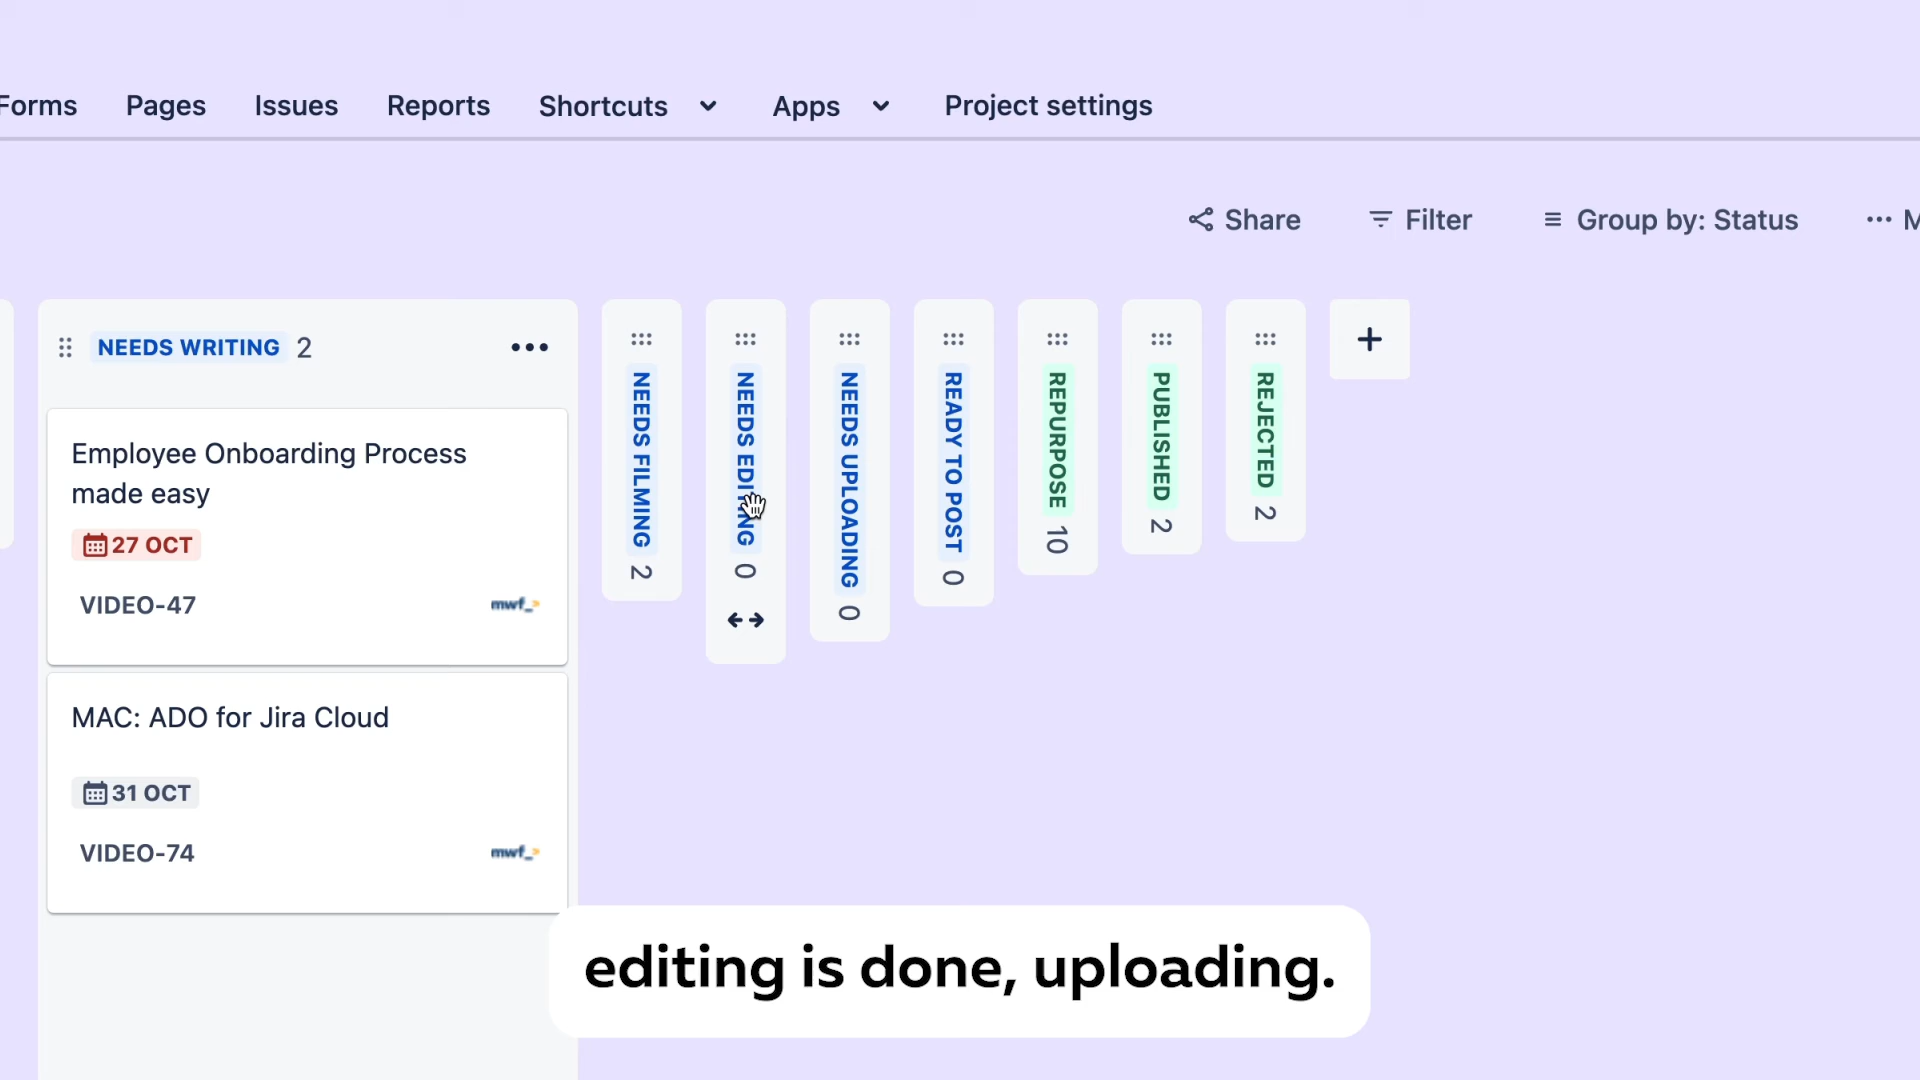 Forms Pages Issues Reports Shortcuts Apps Project settings
Share Filter Group by: Status ··· M
NEEDS WRITING 2 •••
Employee Onboarding Process
made easy
27 OCT
VIDEO-47 mwf_>
MAC: ADO for Jira Cloud
31 OCT
VIDEO-74 mwf_>
NEEDS FILMING 2
NEEDS EDITING 0
NEEDS UPLOADING 0
READY TO POST 0
REPURPOSE 10
PUBLISHED 2
REJECTED 2
+
editing is done, uploading.